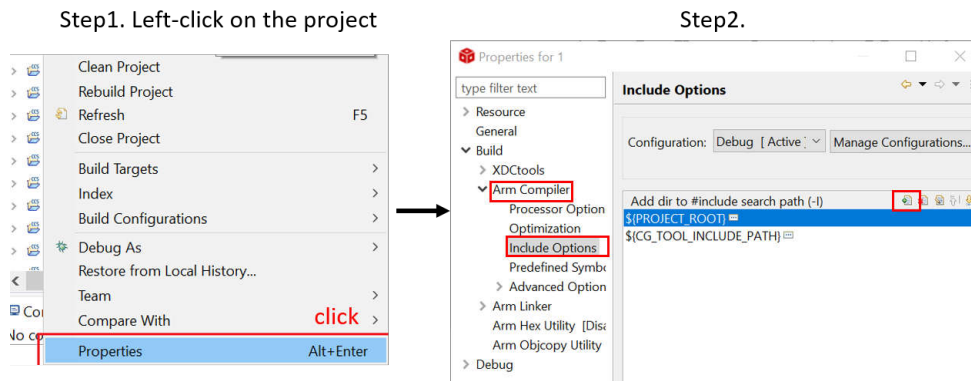 Step1. Left-click on the project
Clean Project
Rebuild Project
Refresh F5
Close Project
Build Targets
Index
Build Configurations
Debug As
Restore from Local History...
Team
Compare With
click
Properties Alt+Enter
Step2.
Properties for 1
type filter text
Resource
General
Build
XDCtools
Arm Compiler
Processor Option
Optimization
Include Options
Predefined Symbo
Advanced Option
Arm Linker
Arm Hex Utility [Disa
Arm Objcopy Utility
Debug
Include Options
Configuration: Debug [ Active ] Manage Configurations...
Add dir to #include search path (-I)
${PROJECT_ROOT}
${CG_TOOL_INCLUDE_PATH}